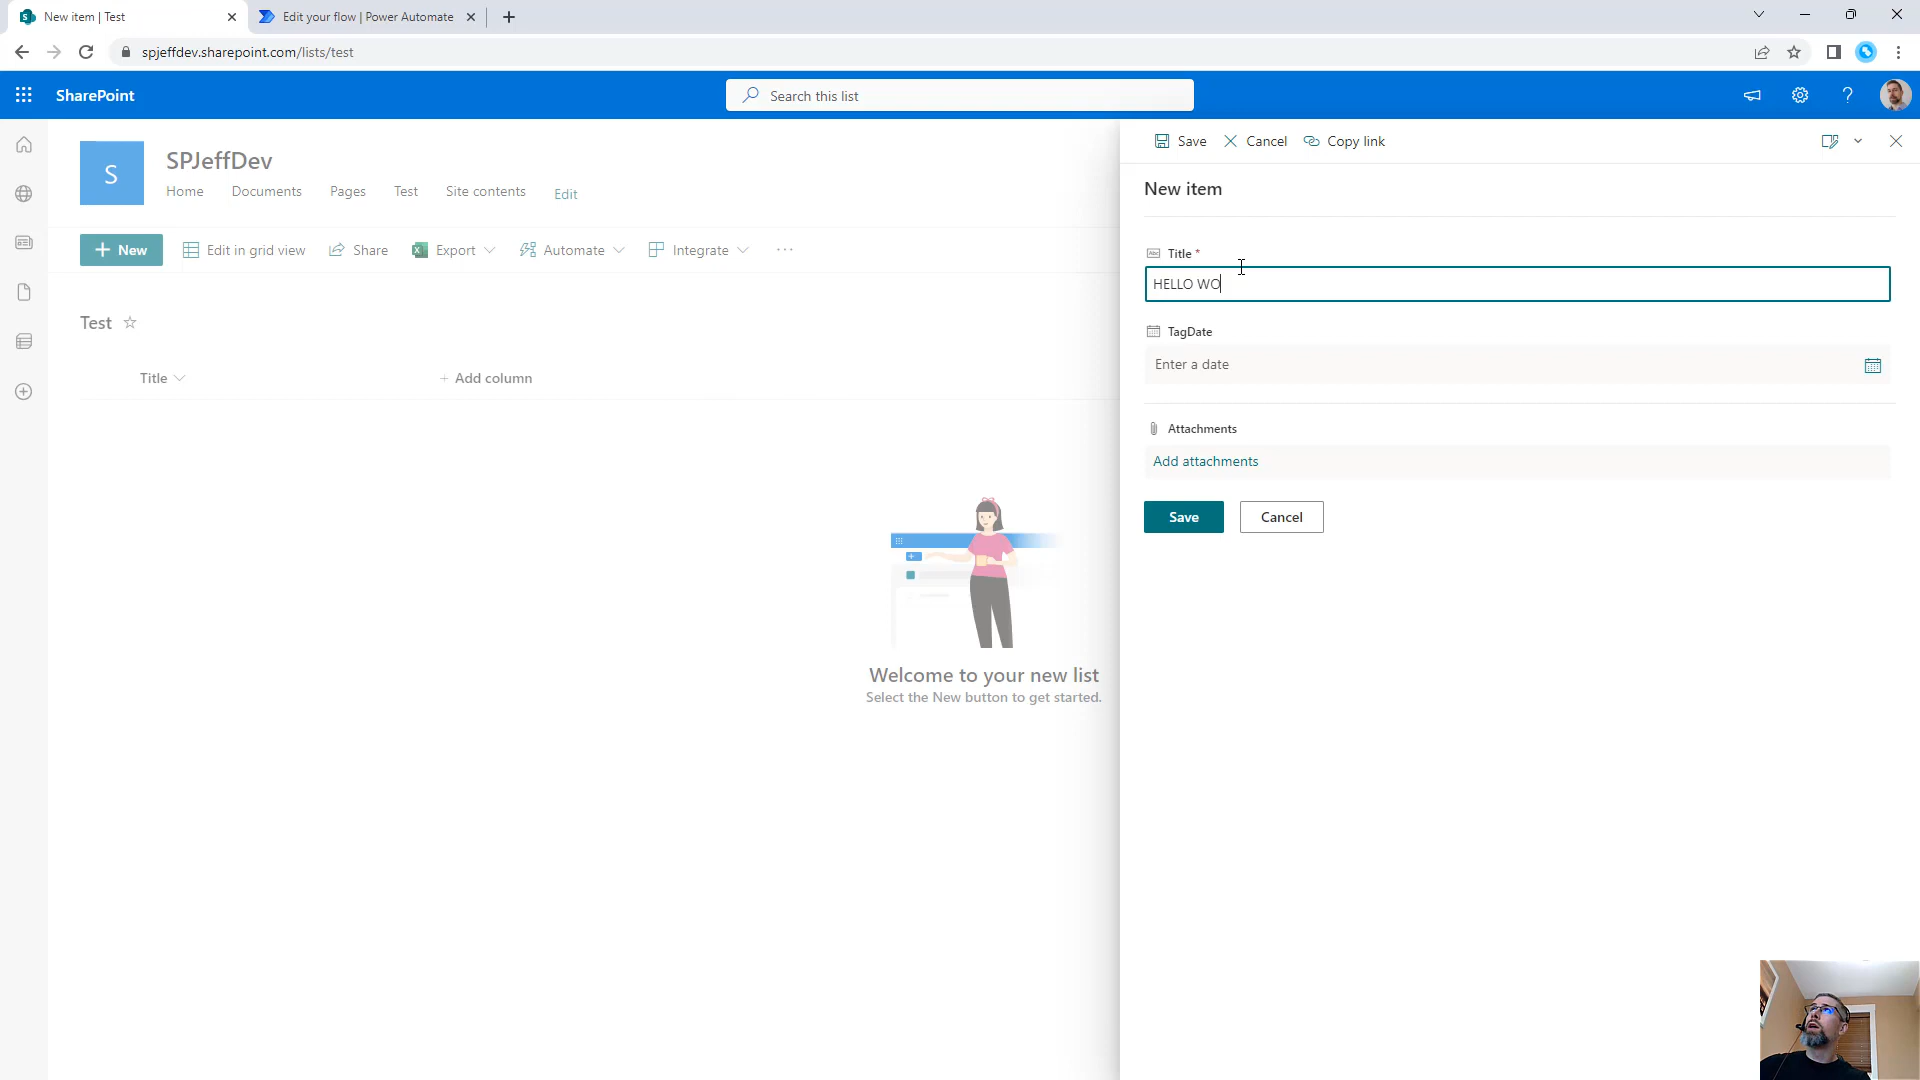 New item | Test
Edit your flow | Power Automate
spjeffdev.sharepoint.com/lists/test
SharePoint
Search this list
S
SPJeffDev
Home
Documents
Pages
Test
Site contents
Edit
New
Edit in grid view
Share
Export
Automate
Integrate
Test
Title
Add column
Welcome to your new list
Select the New button to get started.
Save
Cancel
Copy link
New item
Abc
Title *
HELLO WO
TagDate
Enter a date
Attachments
Add attachments
Save
Cancel